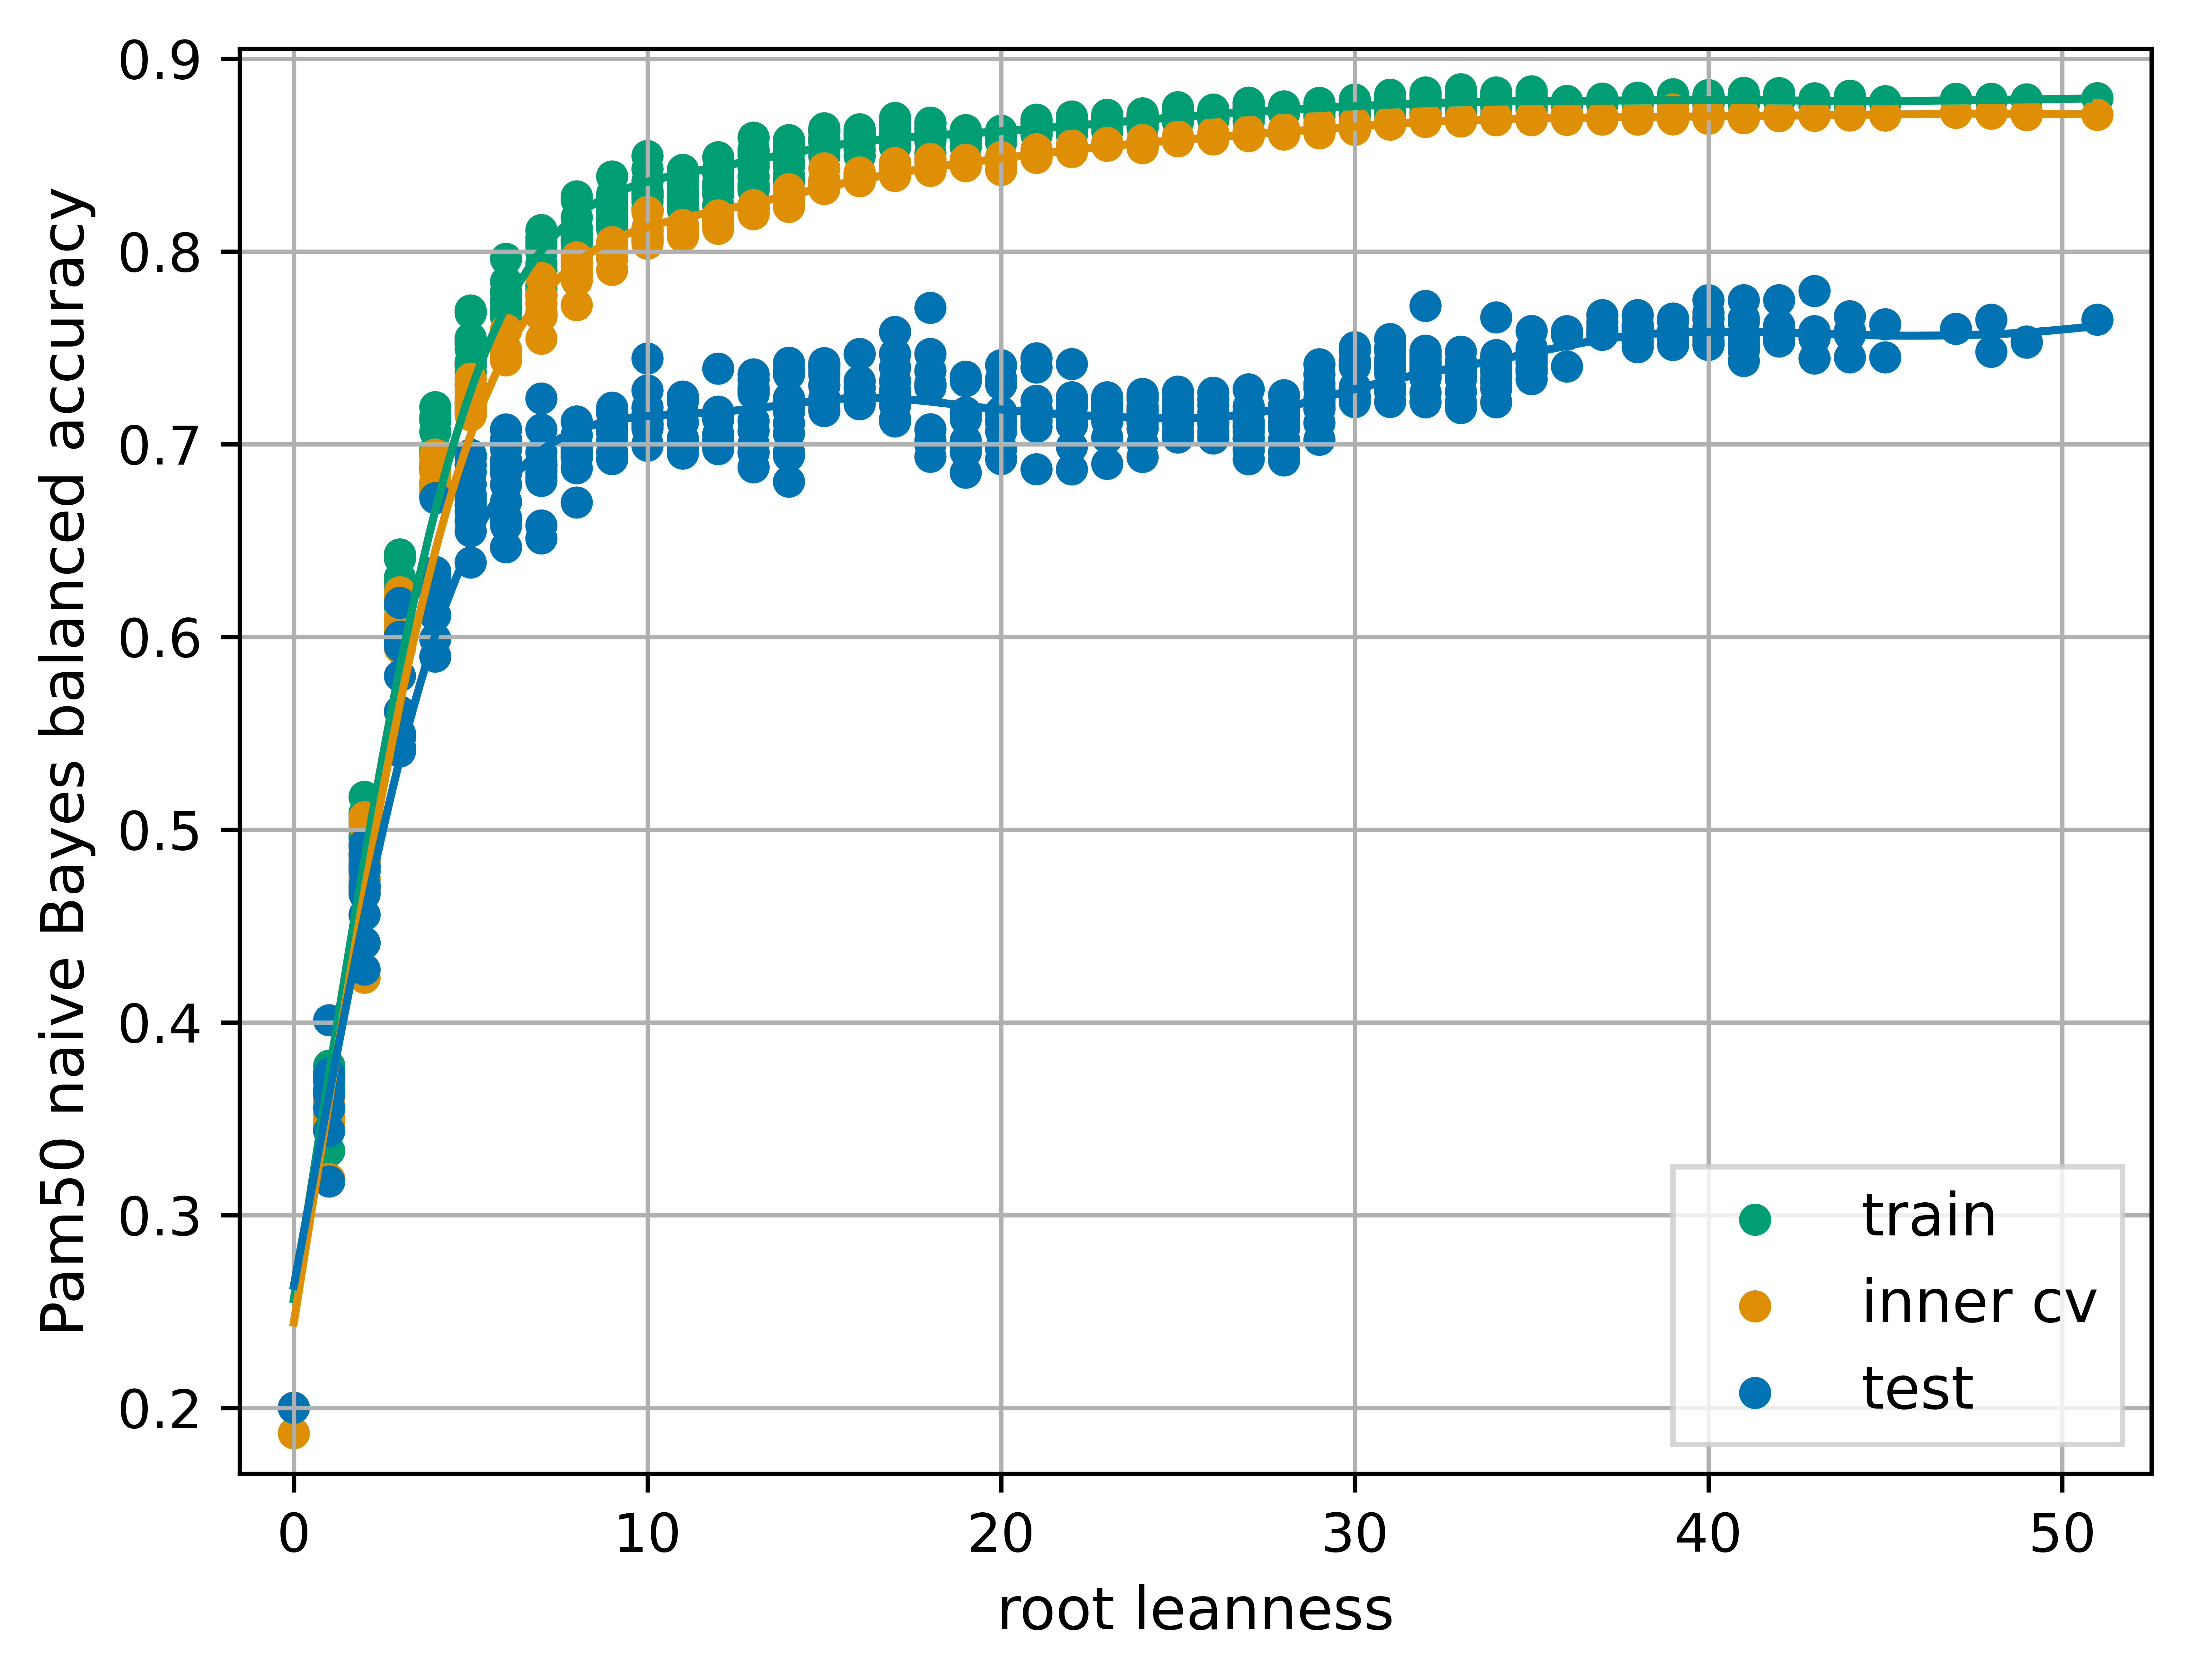 0.9
0.8
0.7
0.6
0.5
0.4
0.3
0.2
Pam50 naive Bayes balanced accuracy
train
inner cv
test
0 10 20 30 40 50
root leanness